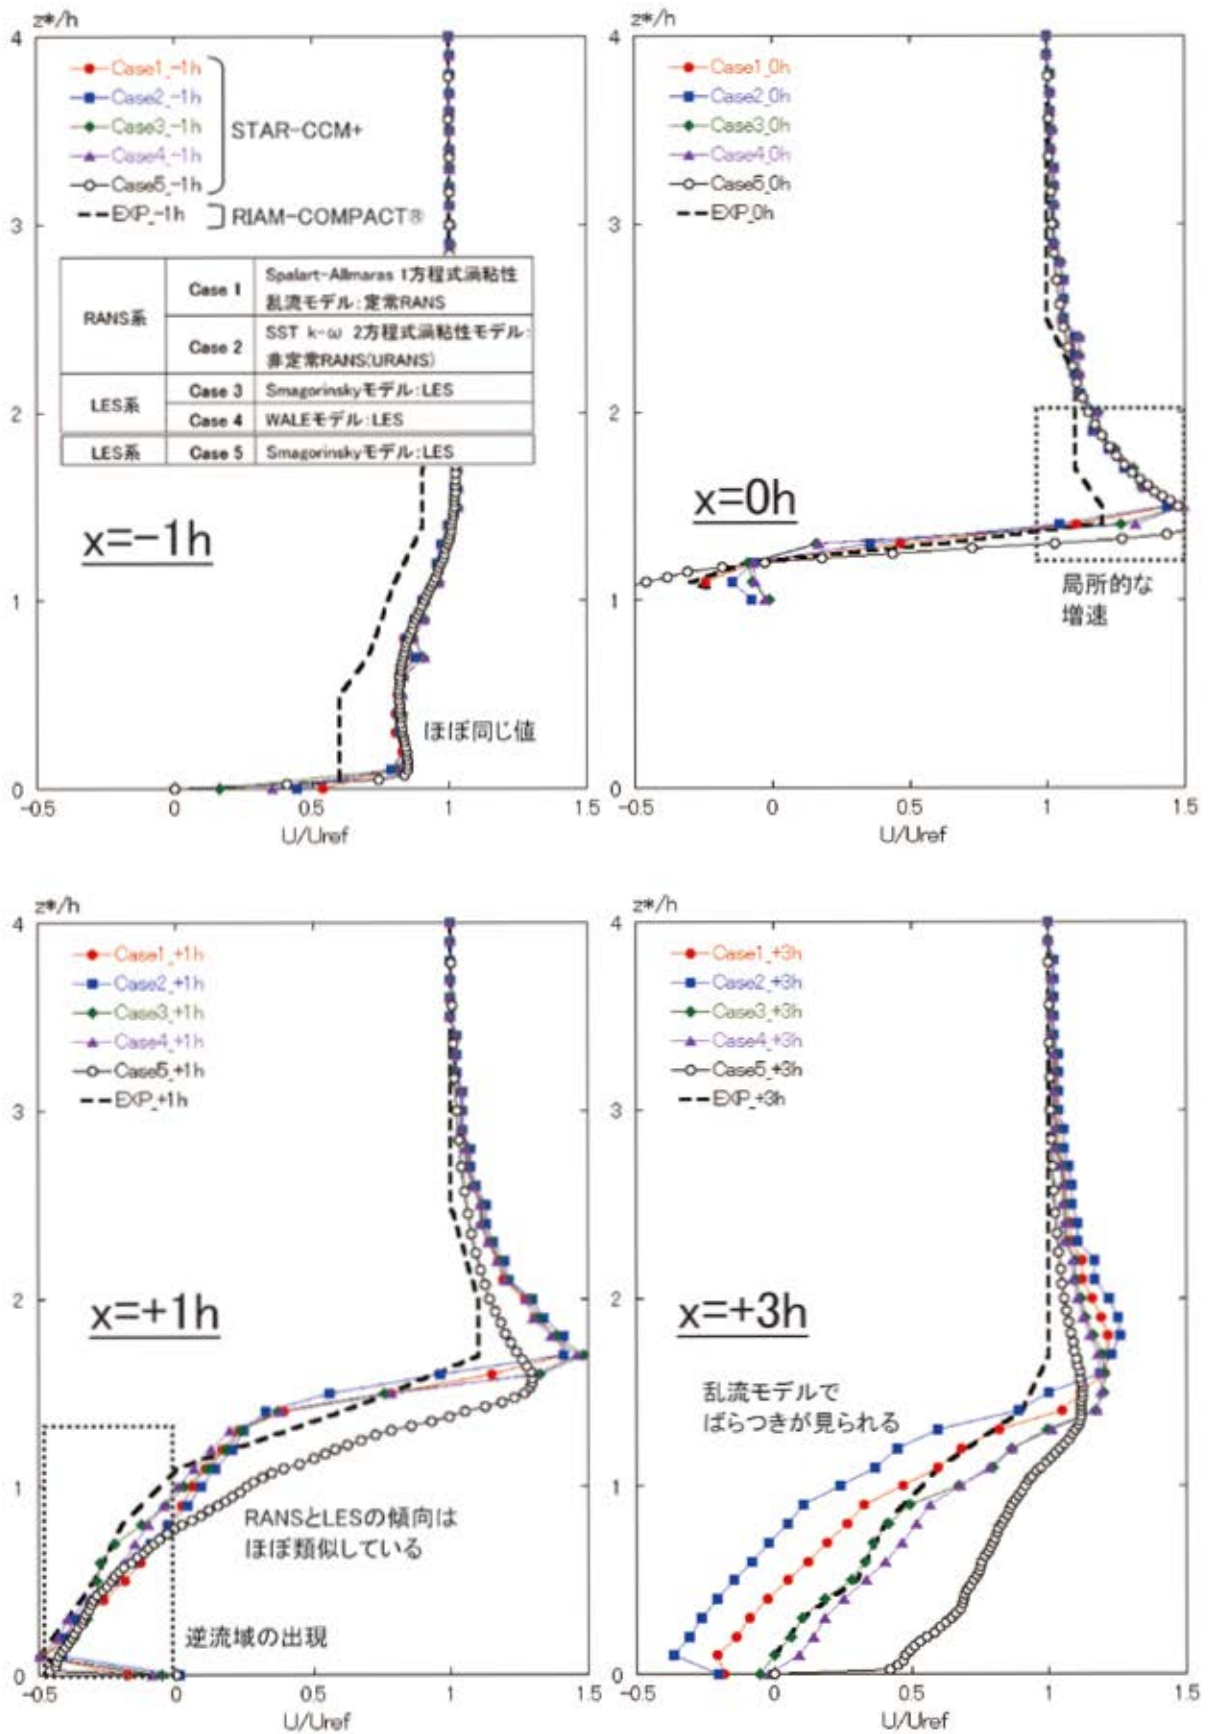 z*/h
4
Case1_-1h
Case2_-1h
Case3_-1h
Case4_-1h
Case5_-1h
STAR-CCM+
EXP_-1h
RIAM-COMPACT®
3
RANS系
Case 1
Spalart-Allmaras 1方程式渦粘性
乱流モデル:定常RANS
Case 2
SST k-ω 2方程式渦粘性モデル:
非定常RANS(URANS)
LES系
Case 3
Smagorinskyモデル:LES
Case 4
WALEモデル:LES
LES系
Case 5
Smagorinskyモデル:LES
2
x=-1h
1
ほぼ同じ値
0
-0.5
0
0.5
1
1.5
U/Uref
z*/h
4
Case1_0h
Case2_0h
Case3_0h
Case4_0h
Case5_0h
EXP_0h
3
2
x=0h
局所的な
増速
1
0
-0.5
0
0.5
1
1.5
U/Uref
z*/h
4
Case1_+1h
Case2_+1h
Case3_+1h
Case4_+1h
Case5_+1h
EXP_+1h
3
2
x=+1h
1
RANSとLESの傾向は
ほぼ類似している
逆流域の出現
0
-0.5
0
0.5
1
1.5
U/Uref
z*/h
4
Case1_+3h
Case2_+3h
Case3_+3h
Case4_+3h
Case5_+3h
EXP_+3h
3
2
x=+3h
乱流モデルで
ばらつきが見られる
1
0
-0.5
0
0.5
1
1.5
U/Uref